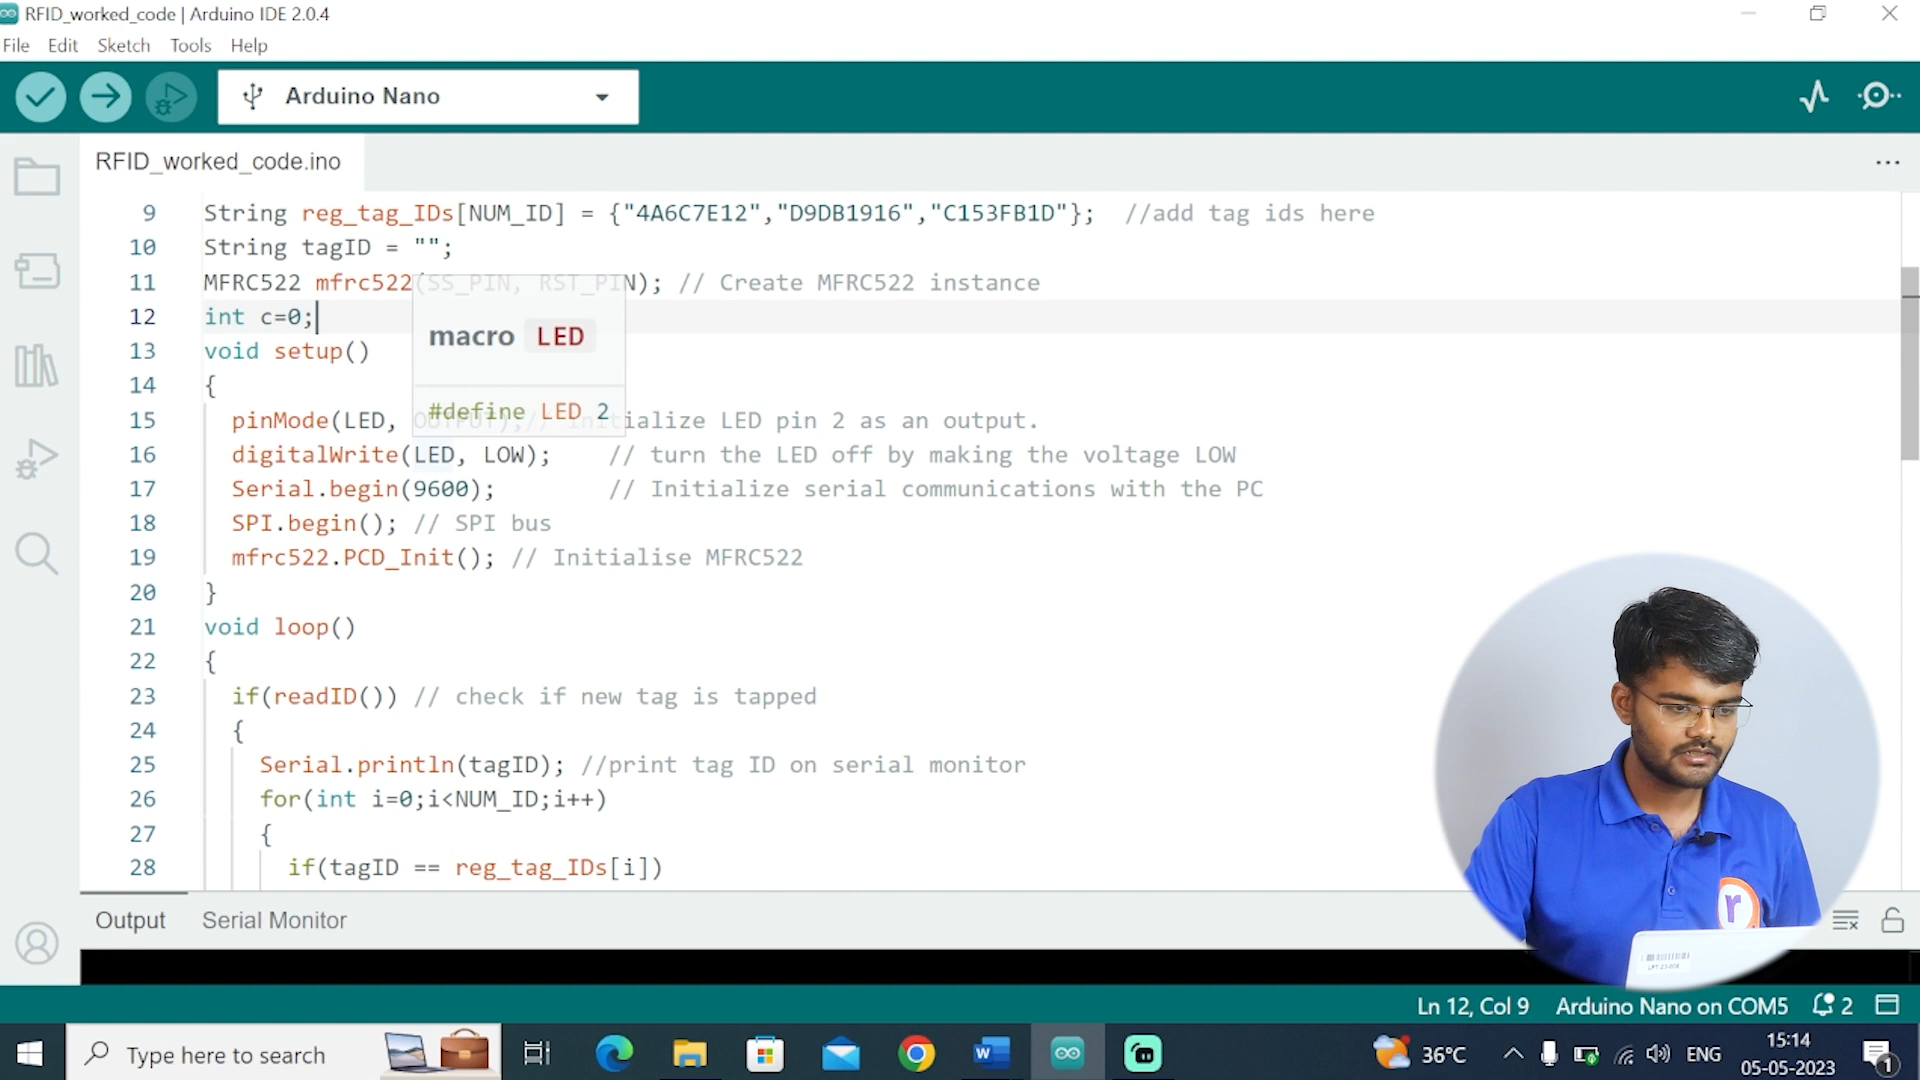 RFID_worked_code | Arduino IDE 2.0.4
File Edit Sketch Tools Help
Arduino Nano
RFID_worked_code.ino
9 String reg_tag_IDs[NUM_ID] = {"4A6C7E12","D9DB1916","C153FB1D"}; //add tag ids here
10 String tagID = "";
11 MFRC522 mfrc522(SS_PIN, RST_PIN); // Create MFRC522 instance
12 int c=0;
macro LED
13 void setup()
14 {
#define LED 2
15 pinMode(LED, OUTPUT);// Initialize LED pin 2 as an output.
16 digitalWrite(LED, LOW); // turn the LED off by making the voltage LOW
17 Serial.begin(9600); // Initialize serial communications with the PC
18 SPI.begin(); // SPI bus
19 mfrc522.PCD_Init(); // Initialise MFRC522
20 }
21 void loop()
22 {
23 if(readID()) // check if new tag is tapped
24 {
25 Serial.println(tagID); //print tag ID on serial monitor
26 for(int i=0;i<NUM_ID;i++)
27 {
28 if(tagID == reg_tag_IDs[i])
r
Output Serial Monitor
Ln 12, Col 9 Arduino Nano on COM5 2
Type here to search
36°C ENG
15:14
05-05-2023
1